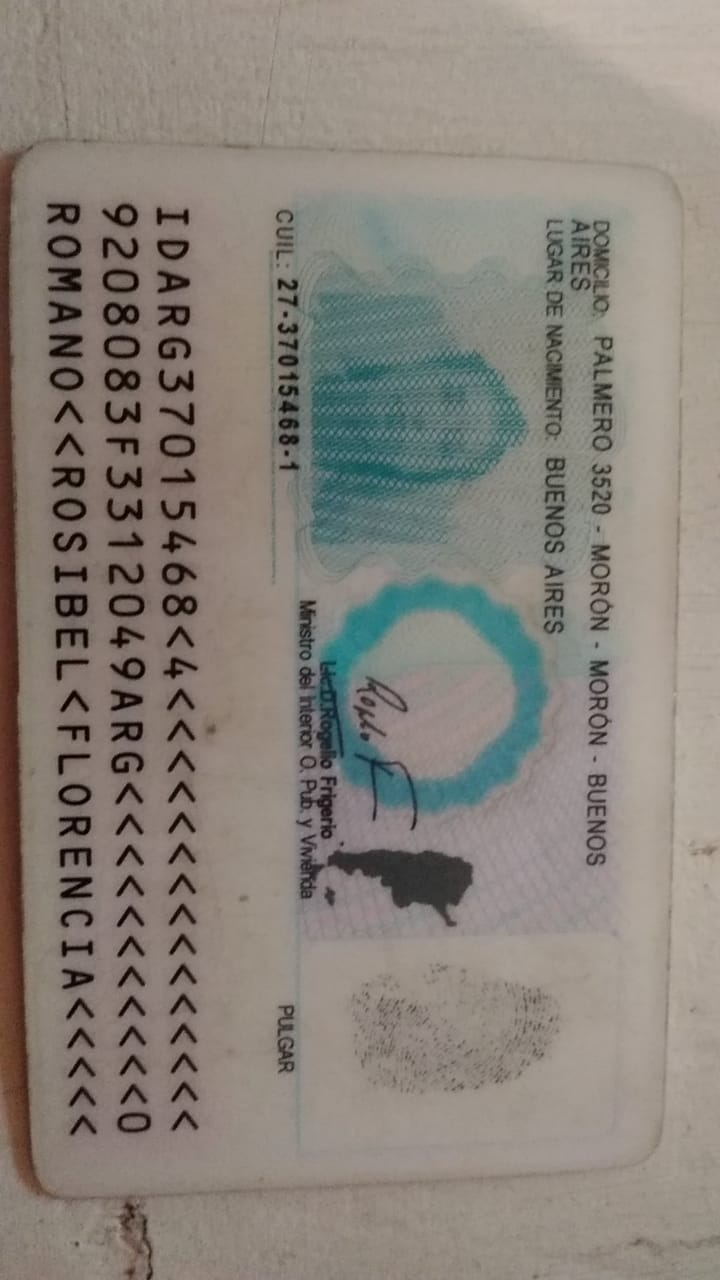 DOMICILIO: PALMERO 3520 - MORÓN - MORÓN - BUENOS
AIRES
LUGAR DE NACIMIENTO: BUENOS AIRES
CUIL: 27-37015468-1
Lic.D.Rogelio Frigerio
Ministro del Interior O. Pub. y Vivienda
PULGAR
IDARG37015468<4<<<<<<<<<<<<<<<
9208083F3312049ARG<<<<<<<<<<<0
ROMANO<<ROSIBEL<FLORENCIA<<<<<